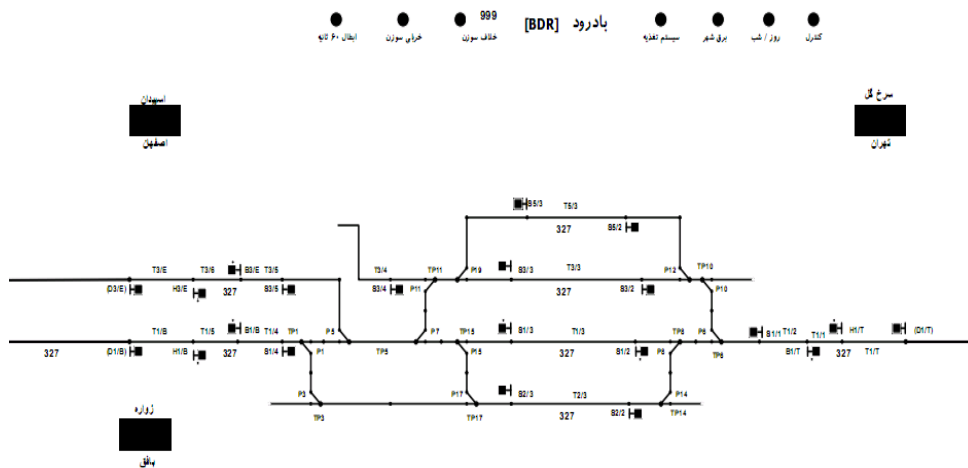 999
بادرود [BDR]
ابطال ۶۰ ثانیه
خرابی سوزن
خلاف سوزن
سیستم تغذیه
برق شهر
روز / شب
کنترل
اسپیدان
اصفهان
سرخ گل
تهران
B5/3 T5/3
327 B5/2
T3/E T3/6 B3/E T3/5 T3/4 TP11 P19 B3/3 T3/3 P12 TP10
(D3/E) H3/E 327 B3/5 B3/4 P11 327 B3/2 P10
T1/B T1/5 B1/B T1/4 TP1 P5 P7 TP15 B1/3 T1/3 TP8 P6 B1/1 T1/2 T1/1 H1/T (D1/T)
327 (D1/B) H1/B 327 B1/4 P1 TP5 P15 327 B1/2 P8 TP6 B1/T 327 T1/T
P3 P17 B2/3 T2/3 P14
TP3 TP17 327 B2/2 TP14
زواره
بافق